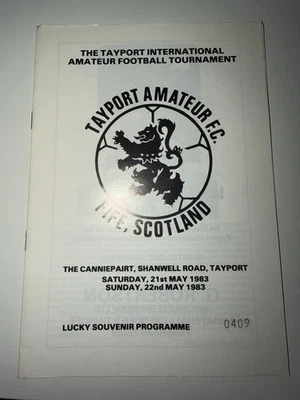 THE TAYPORT INTERNATIONAL
AMATEUR FOOTBALL TOURNAMENT
TAYPORT AMATEUR F.C.
FIFE, SCOTLAND
THE CANNIEPAIRT, SHANWELL ROAD, TAYPORT
SATURDAY, 21st MAY 1983
SUNDAY, 22nd MAY 1983
LUCKY SOUVENIR PROGRAMME
0409